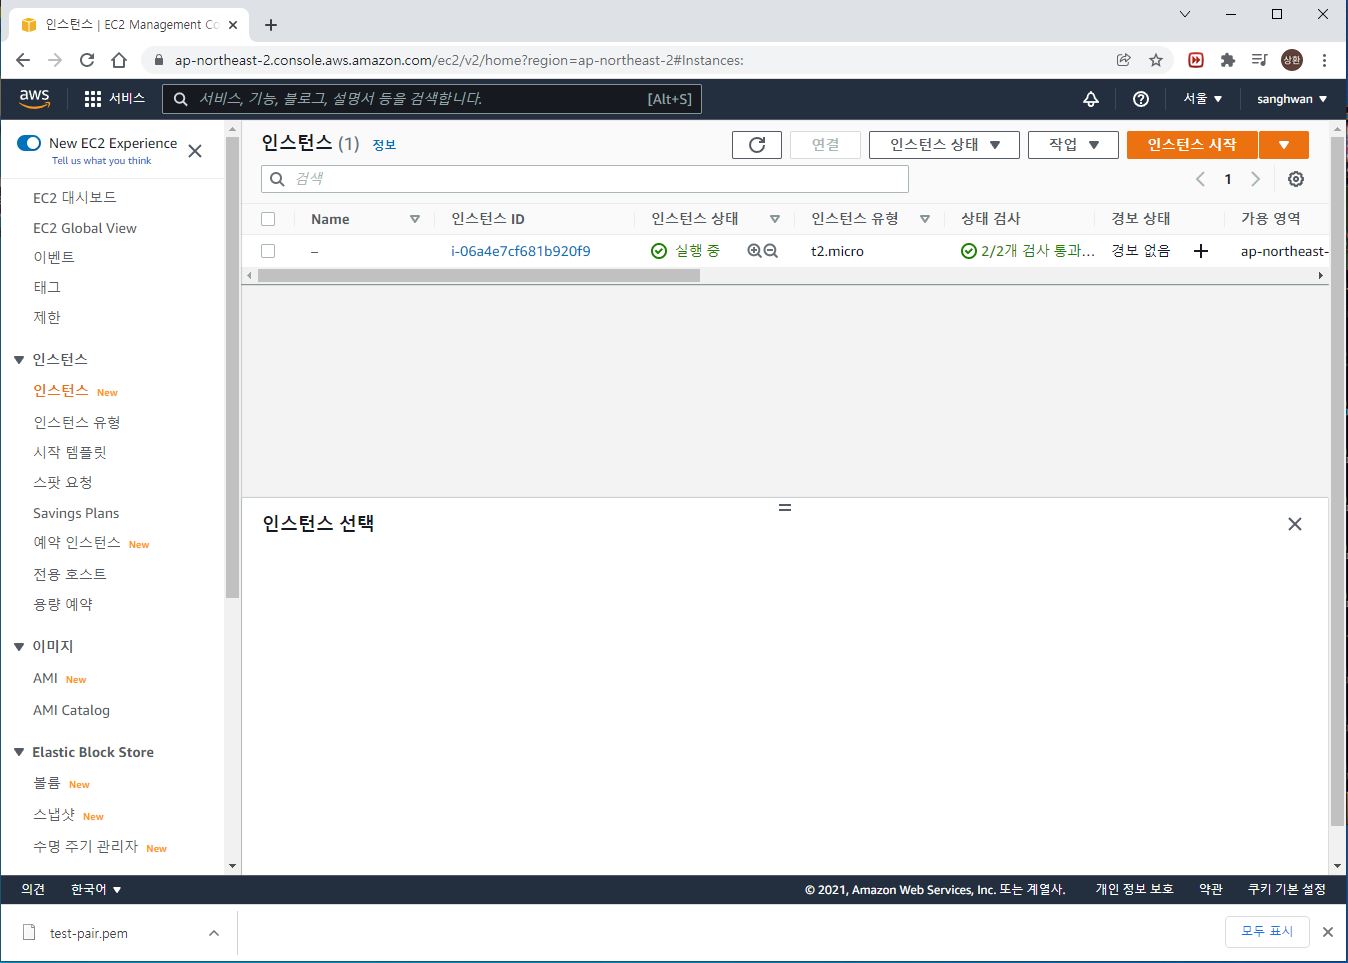 인스턴스 | EC2 Management Co
ap-northeast-2.console.aws.amazon.com/ec2/v2/home?region=ap-northeast-2#Instances:
상환
aws
서비스
서비스, 기능, 블로그, 설명서 등을 검색합니다.
[Alt+S]
서울
sanghwan
New EC2 Experience
Tell us what you think
EC2 대시보드
EC2 Global View
이벤트
태그
제한
인스턴스
인스턴스 New
인스턴스 유형
시작 템플릿
스팟 요청
Savings Plans
예약 인스턴스 New
전용 호스트
용량 예약
이미지
AMI New
AMI Catalog
Elastic Block Store
볼륨 New
스냅샷 New
수명 주기 관리자 New
인스턴스 (1) 정보
연결
인스턴스 상태
작업
인스턴스 시작
검색
1
Name 인스턴스 ID 인스턴스 상태 인스턴스 유형 상태 검사 경보 상태 가용 영역
– i-06a4e7cf681b920f9 실행 중 t2.micro 2/2개 검사 통과... 경보 없음 ap-northeast-
인스턴스 선택
의견 한국어 © 2021, Amazon Web Services, Inc. 또는 계열사. 개인 정보 보호 약관 쿠키 기본 설정
test-pair.pem
모두 표시